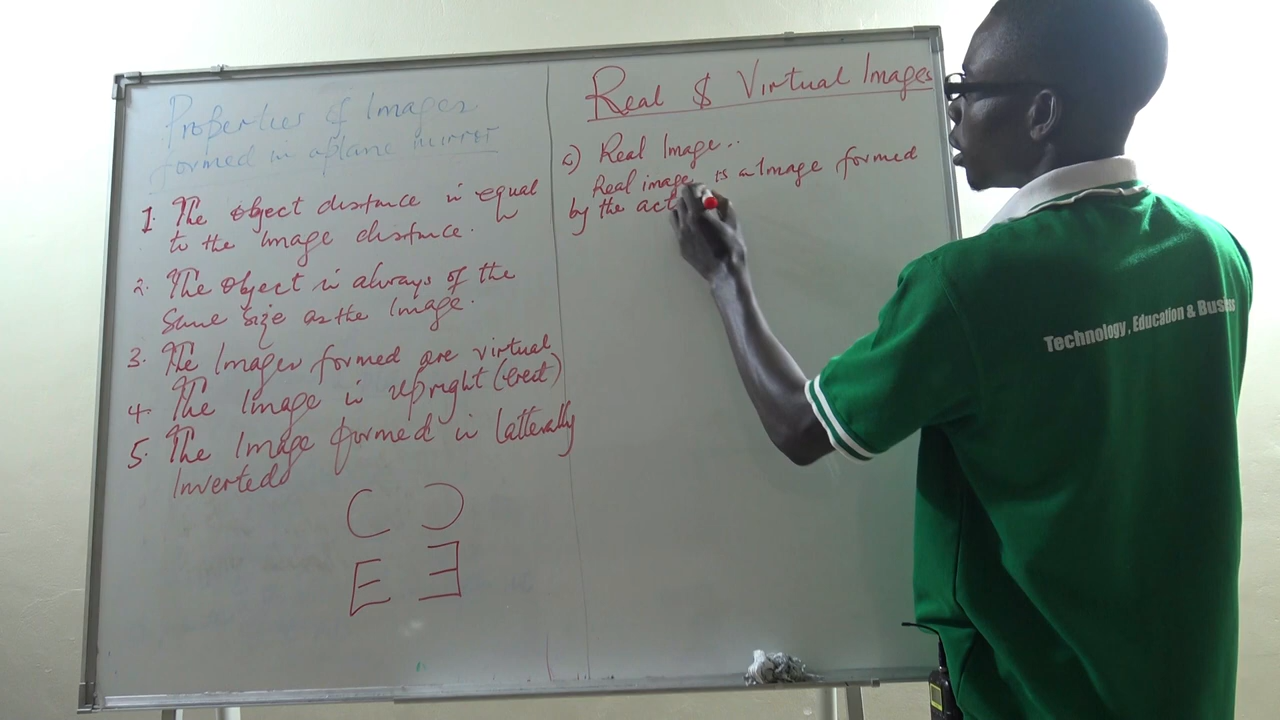 Properties of Images
formed in a plane mirror
1. The object distance is equal
to the Image distance.
2. The object is always of the
same size as the Image.
3. The Images formed are virtual
4. The Image is upright (erect)
5. The Image formed is latterally
Inverted
C Ɔ
E Ǝ
Real & Virtual Images
a) Real Image..
Real image is a Image formed
by the act
Technology, Education & Business